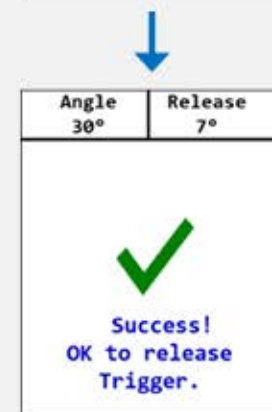 Angle Release
30° 7°
Success!
OK to release
Trigger.